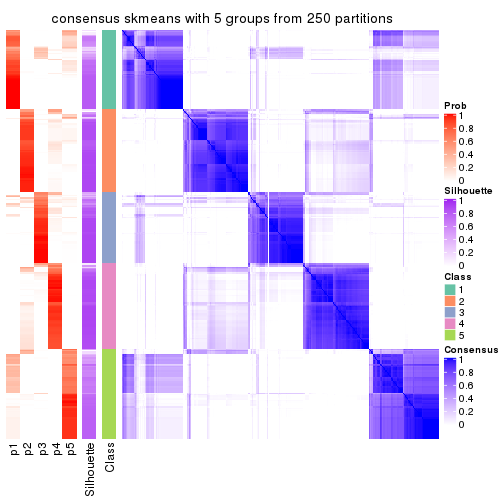 consensus skmeans with 5 groups from 250 partitions
Prob
1
0.8
0.6
0.4
0.2
0
Silhouette
1
0.8
0.6
0.4
0.2
0
Class
1
2
3
4
5
Consensus
1
0.8
0.6
0.4
0.2
0
p1
p2
p3
p4
p5
Silhouette
Class